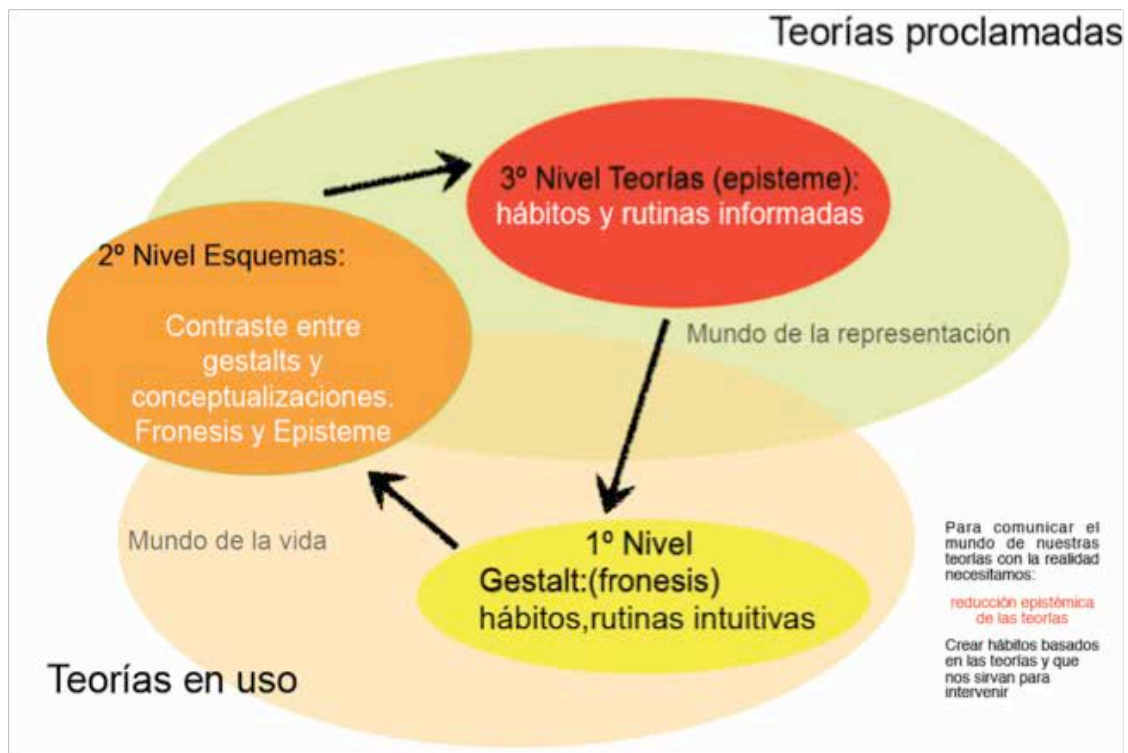 Teorías proclamadas
3º Nivel Teorías (episteme):
hábitos y rutinas informadas
2º Nivel Esquemas:
Contraste entre
gestalts y
conceptualizaciones.
Fronesis y Episteme
Mundo de la representación
Mundo de la vida
1º Nivel
Gestalt:(fronesis)
hábitos,rutinas intuitivas
Teorías en uso
Para comunicar el
mundo de nuestras
teorías con la realidad
necesitamos:
reducción epistémica
de las teorías
Crear hábitos basados
en las teorías y que
nos sirvan para
intervenir